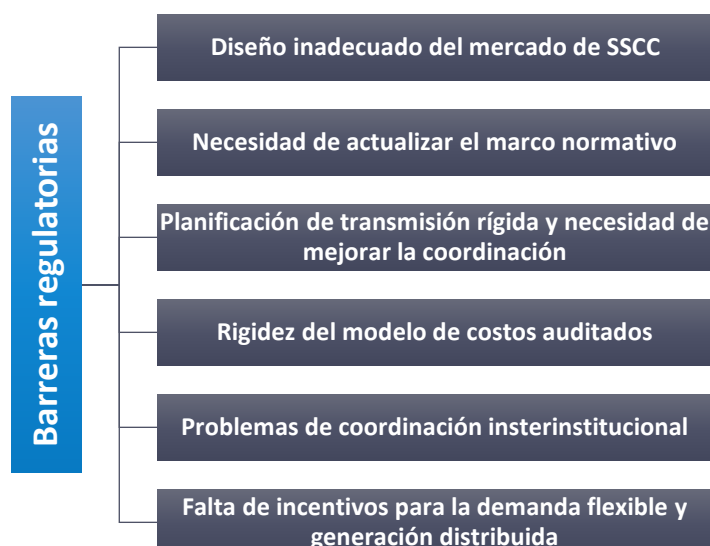 Barreras regulatorias
Diseño inadecuado del mercado de SSCC
Necesidad de actualizar el marco normativo
Planificación de transmisión rígida y necesidad de
mejorar la coordinación
Rigidez del modelo de costos auditados
Problemas de coordinación insterinstitucional
Falta de incentivos para la demanda flexible y
generación distribuida